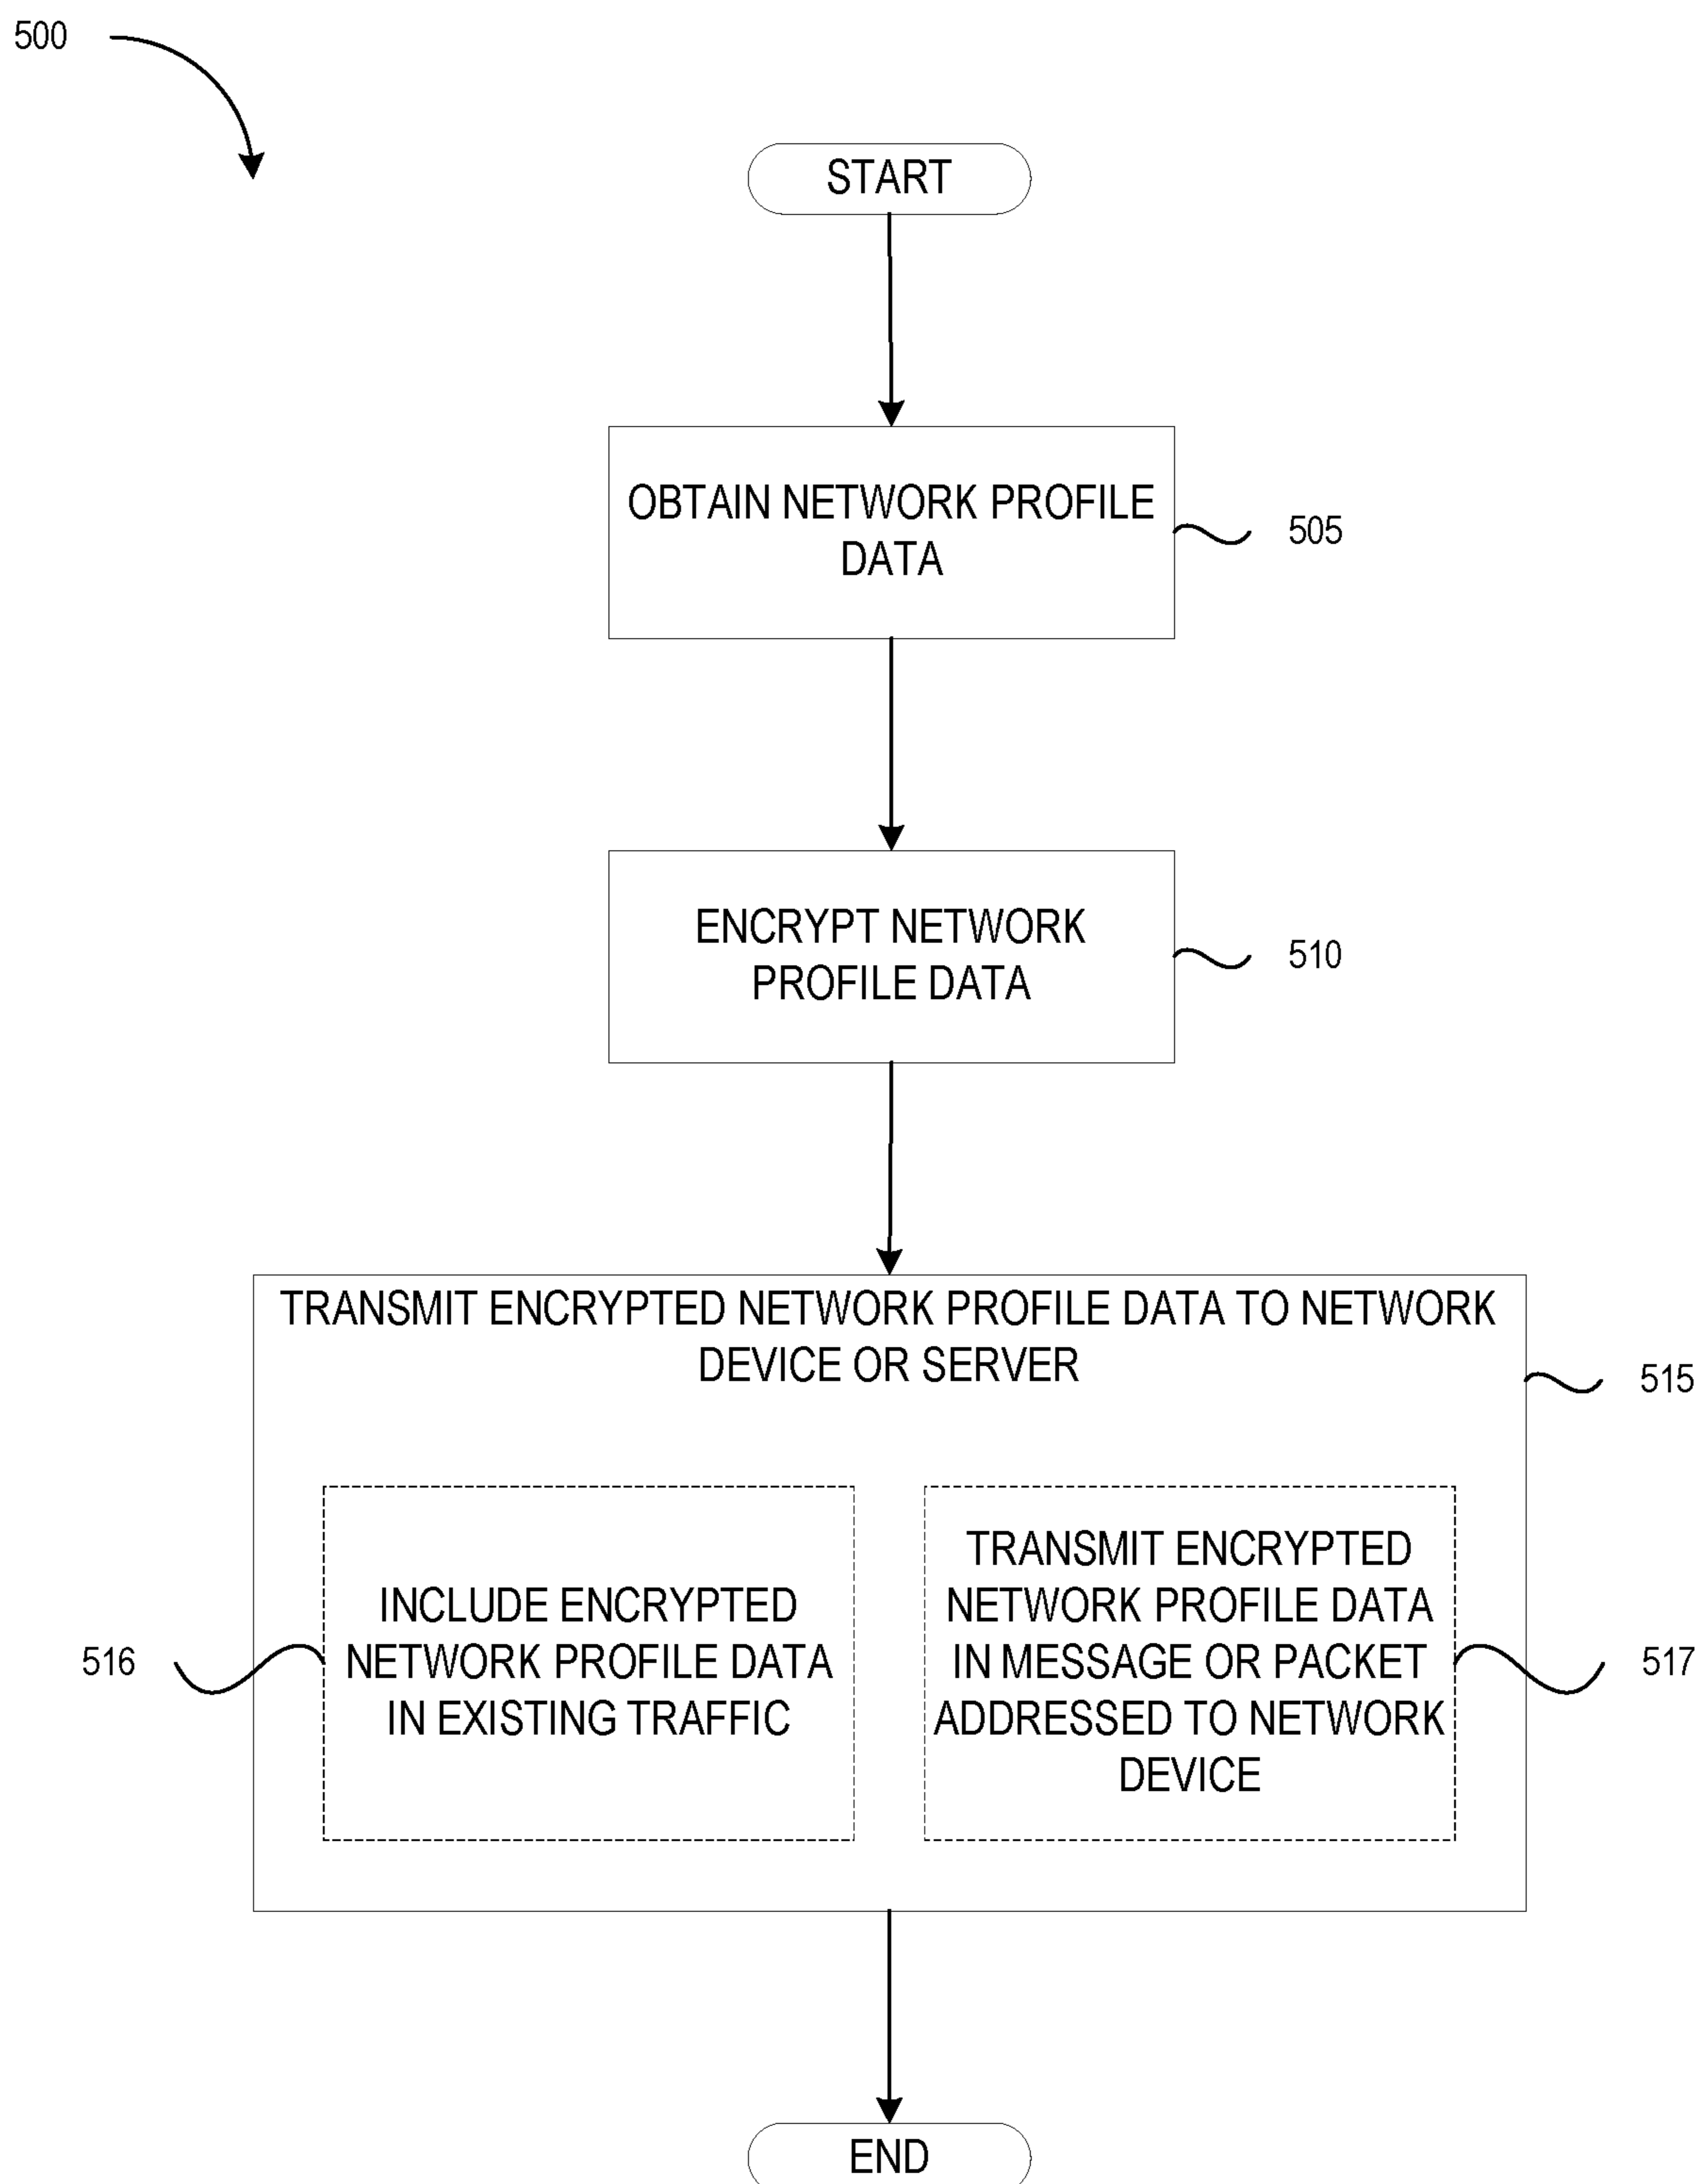 500
START
OBTAIN NETWORK PROFILE
DATA
505
ENCRYPT NETWORK
PROFILE DATA
510
TRANSMIT ENCRYPTED NETWORK PROFILE DATA TO NETWORK
DEVICE OR SERVER
515
516
INCLUDE ENCRYPTED
NETWORK PROFILE DATA
IN EXISTING TRAFFIC
TRANSMIT ENCRYPTED
NETWORK PROFILE DATA
IN MESSAGE OR PACKET
ADDRESSED TO NETWORK
DEVICE
517
END